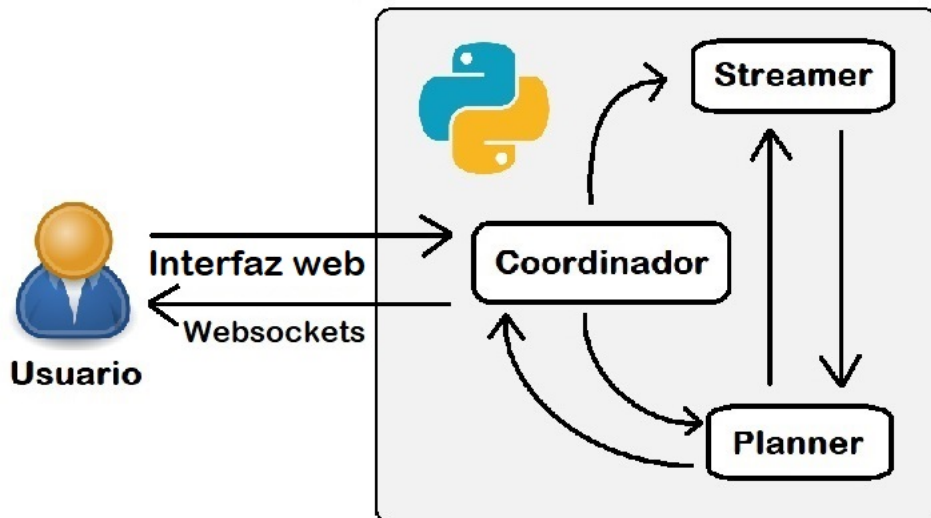 Streamer
Coordinador
Interfaz web
Websockets
Usuario
Planner